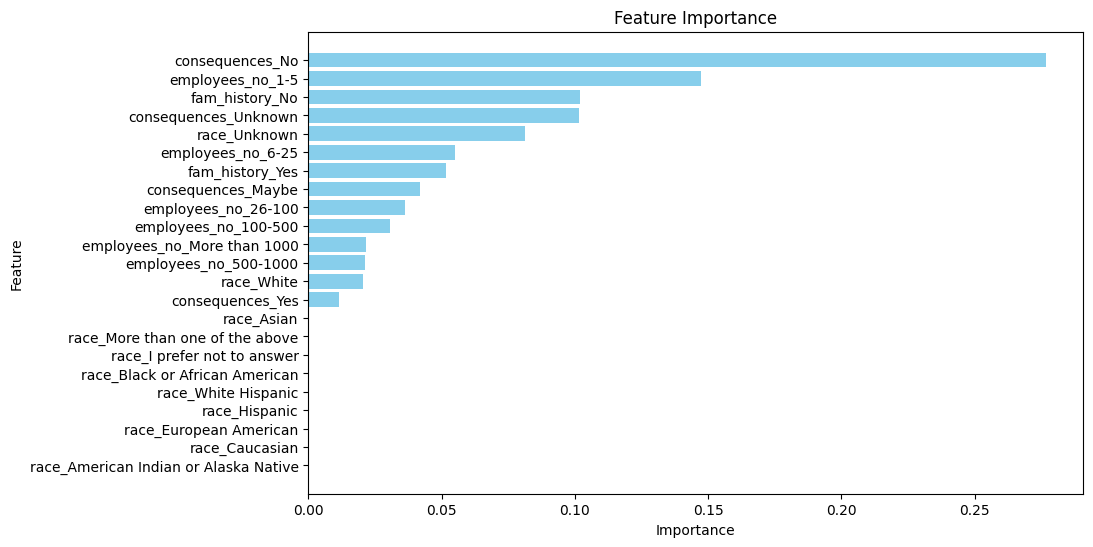 Feature Importance
consequences_No
employees_no_1-5
fam_history_No
consequences_Unknown
race_Unknown
employees_no_6-25
fam_history_Yes
consequences_Maybe
employees_no_26-100
employees_no_100-500
employees_no_More than 1000
employees_no_500-1000
race_White
consequences_Yes
race_Asian
race_More than one of the above
race_I prefer not to answer
race_Black or African American
race_White Hispanic
race_Hispanic
race_European American
race_Caucasian
race_American Indian or Alaska Native
Feature
0.00 0.05 0.10 0.15 0.20 0.25
Importance